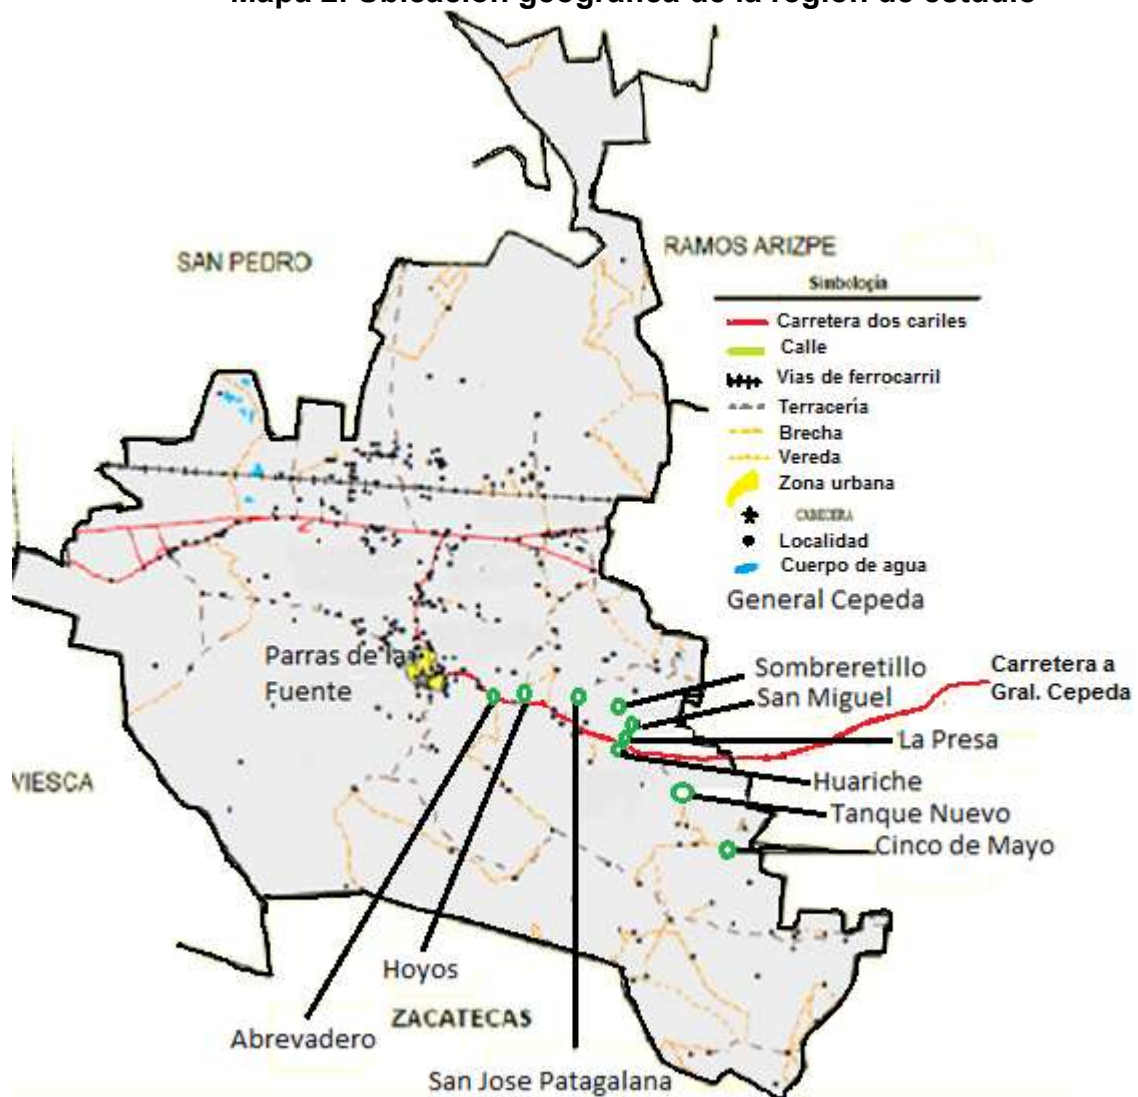 Mapa 2. Ubicación geográfica de la región de estudio
SAN PEDRO
RAMOS ARIZPE
Simbologia
Carretera dos cariles
Calle
Vias de ferrocarril
Terracería
Brecha
Vereda
Zona urbana
CABECERA
Localidad
Cuerpo de agua
General Cepeda
Parras de la
Fuente
Sombreretillo
San Miguel
Carretera a
Gral. Cepeda
La Presa
Huariche
Tanque Nuevo
Cinco de Mayo
VIESCA
Hoyos
ZACATECAS
Abrevadero
San Jose Patagalana